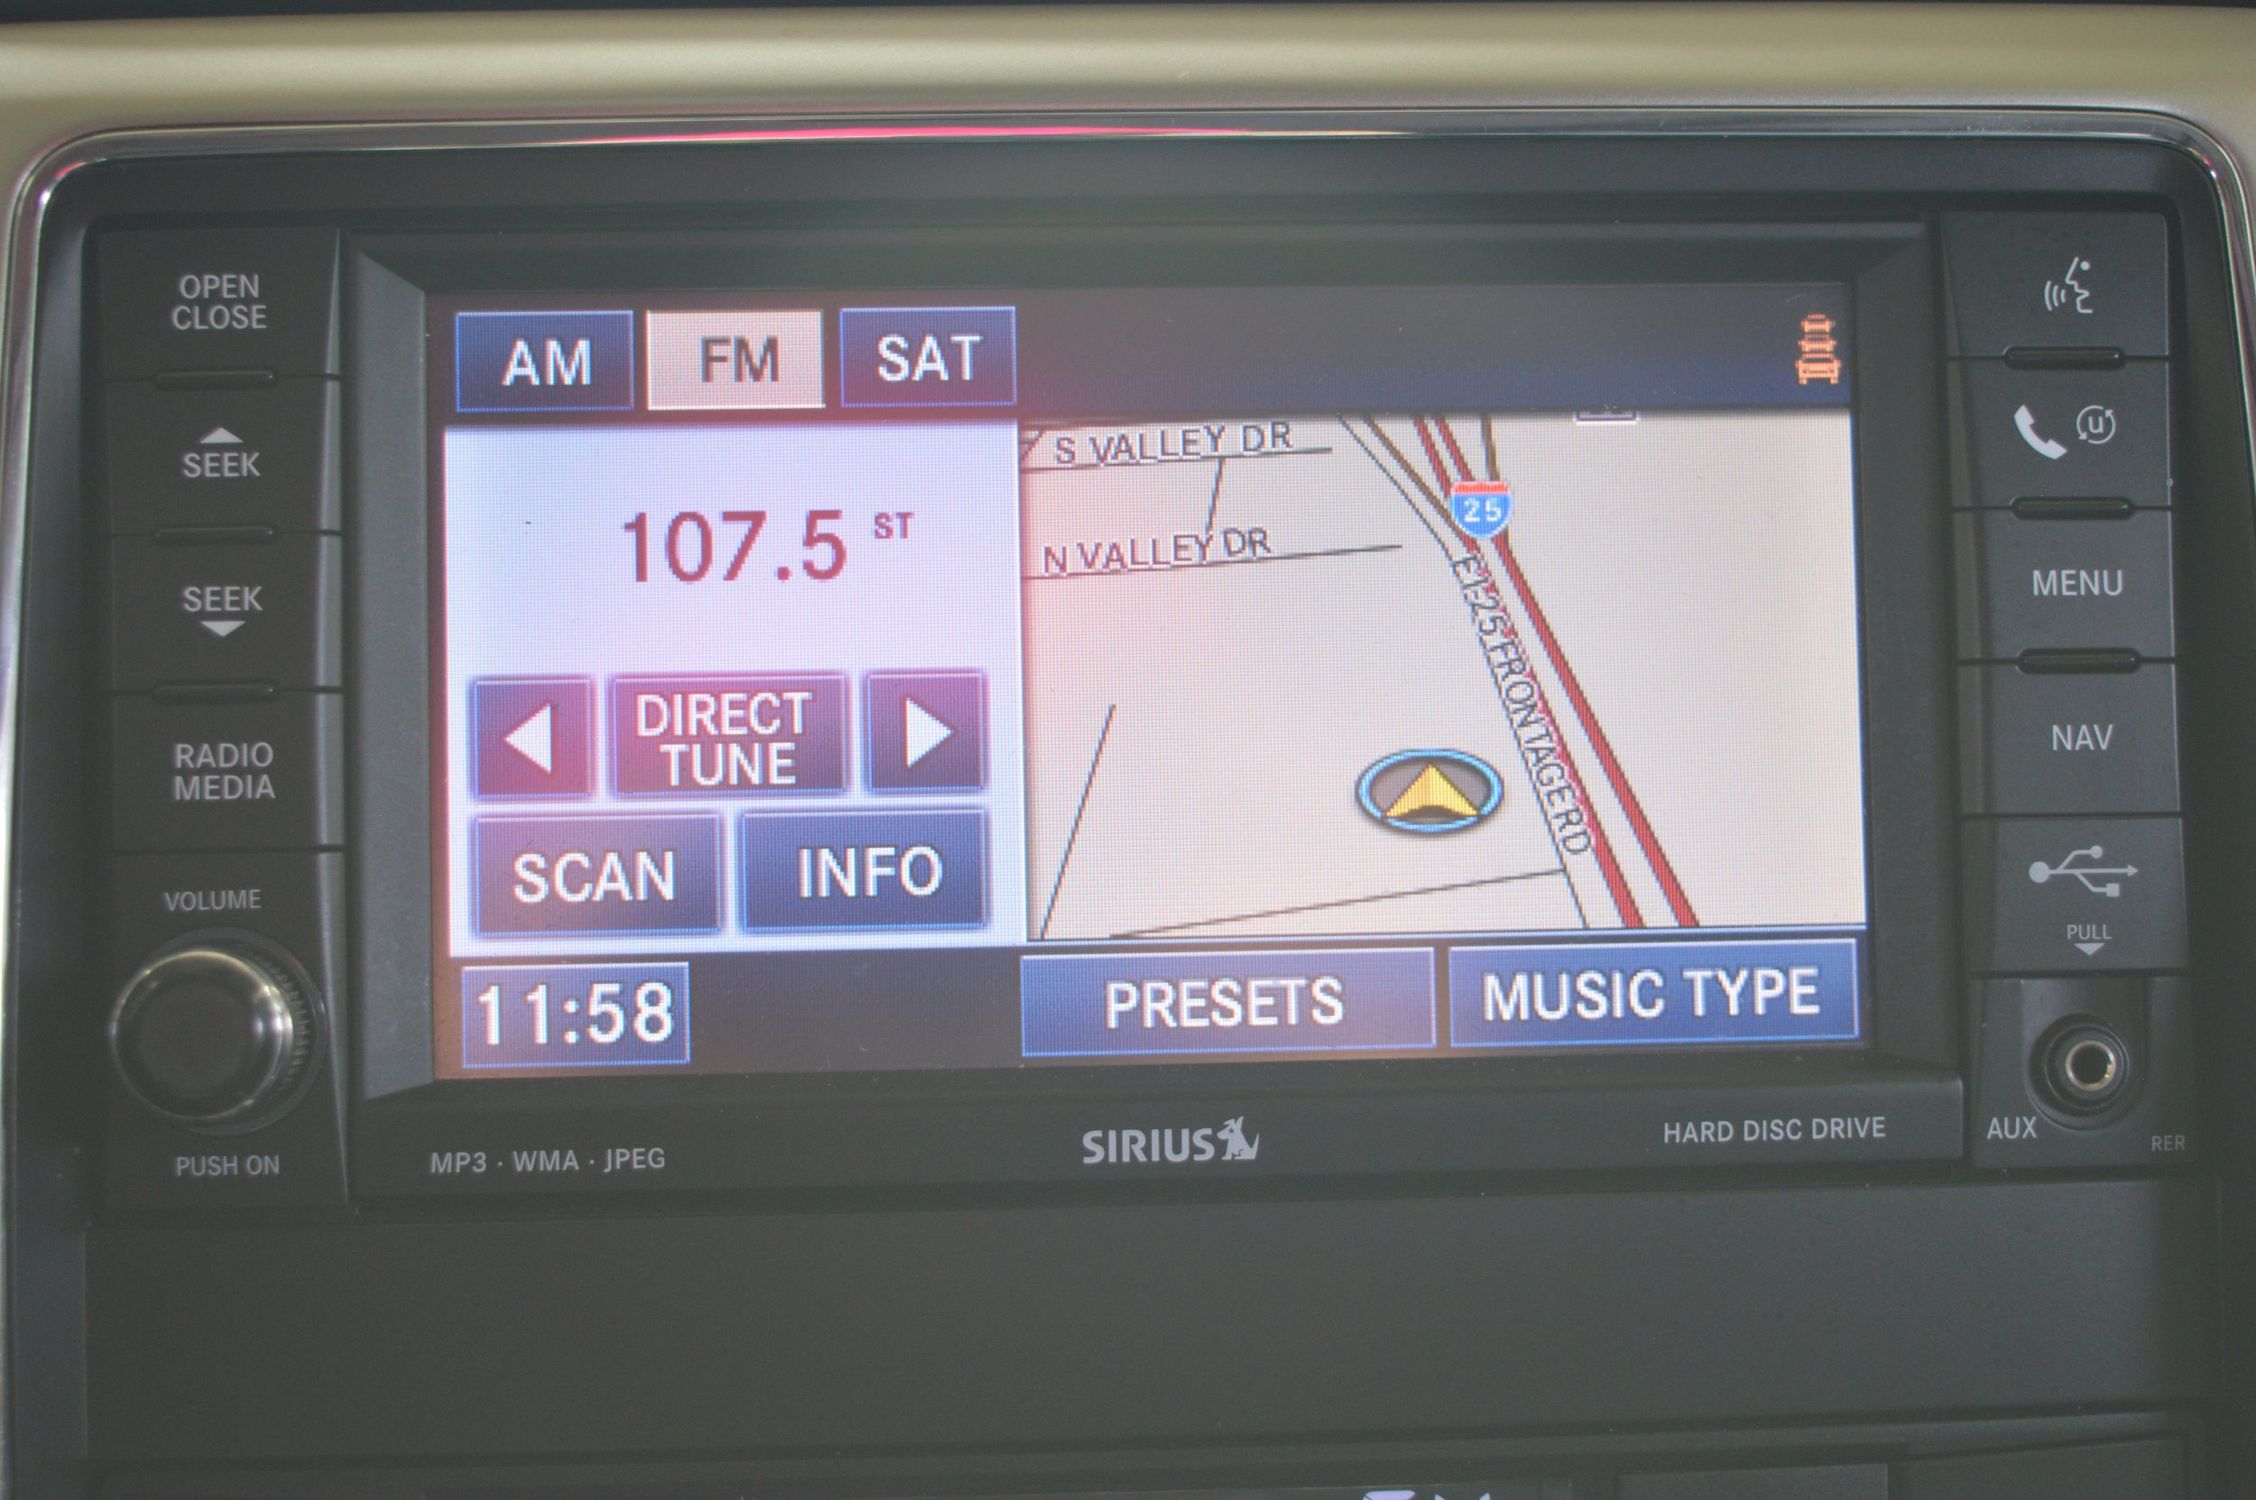 OPEN
CLOSE
SEEK
SEEK
RADIO
MEDIA
VOLUME
PUSH ON
AM
FM
SAT
107.5 ST
DIRECT
TUNE
SCAN
INFO
11:58
S VALLEY DR
N VALLEY DR
25
E I-25 FRONTAGE RD
PRESETS
MUSIC TYPE
MP3 · WMA · JPEG
SIRIUS
HARD DISC DRIVE
u
MENU
NAV
PULL
AUX
RER